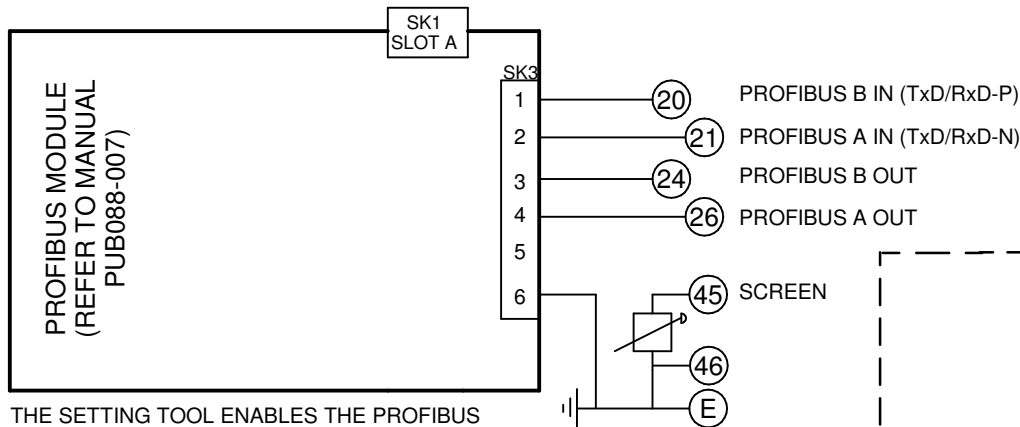 SK1
SLOT A
PROFIBUS MODULE
(REFER TO MANUAL
PUB088-007)
SK3
1
20
PROFIBUS B IN (TxD/RxD-P)
2
21
PROFIBUS A IN (TxD/RxD-N)
3
24
PROFIBUS B OUT
4
26
PROFIBUS A OUT
5
6
45
SCREEN
46
E
THE SETTING TOOL ENABLES THE PROFIBUS